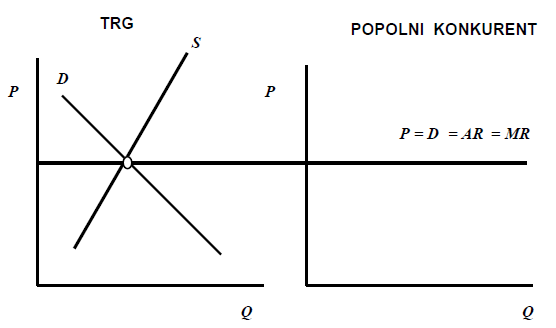 TRG
POPOLNI KONKURENT
S
D
P
P
P = D = AR = MR
Q
Q